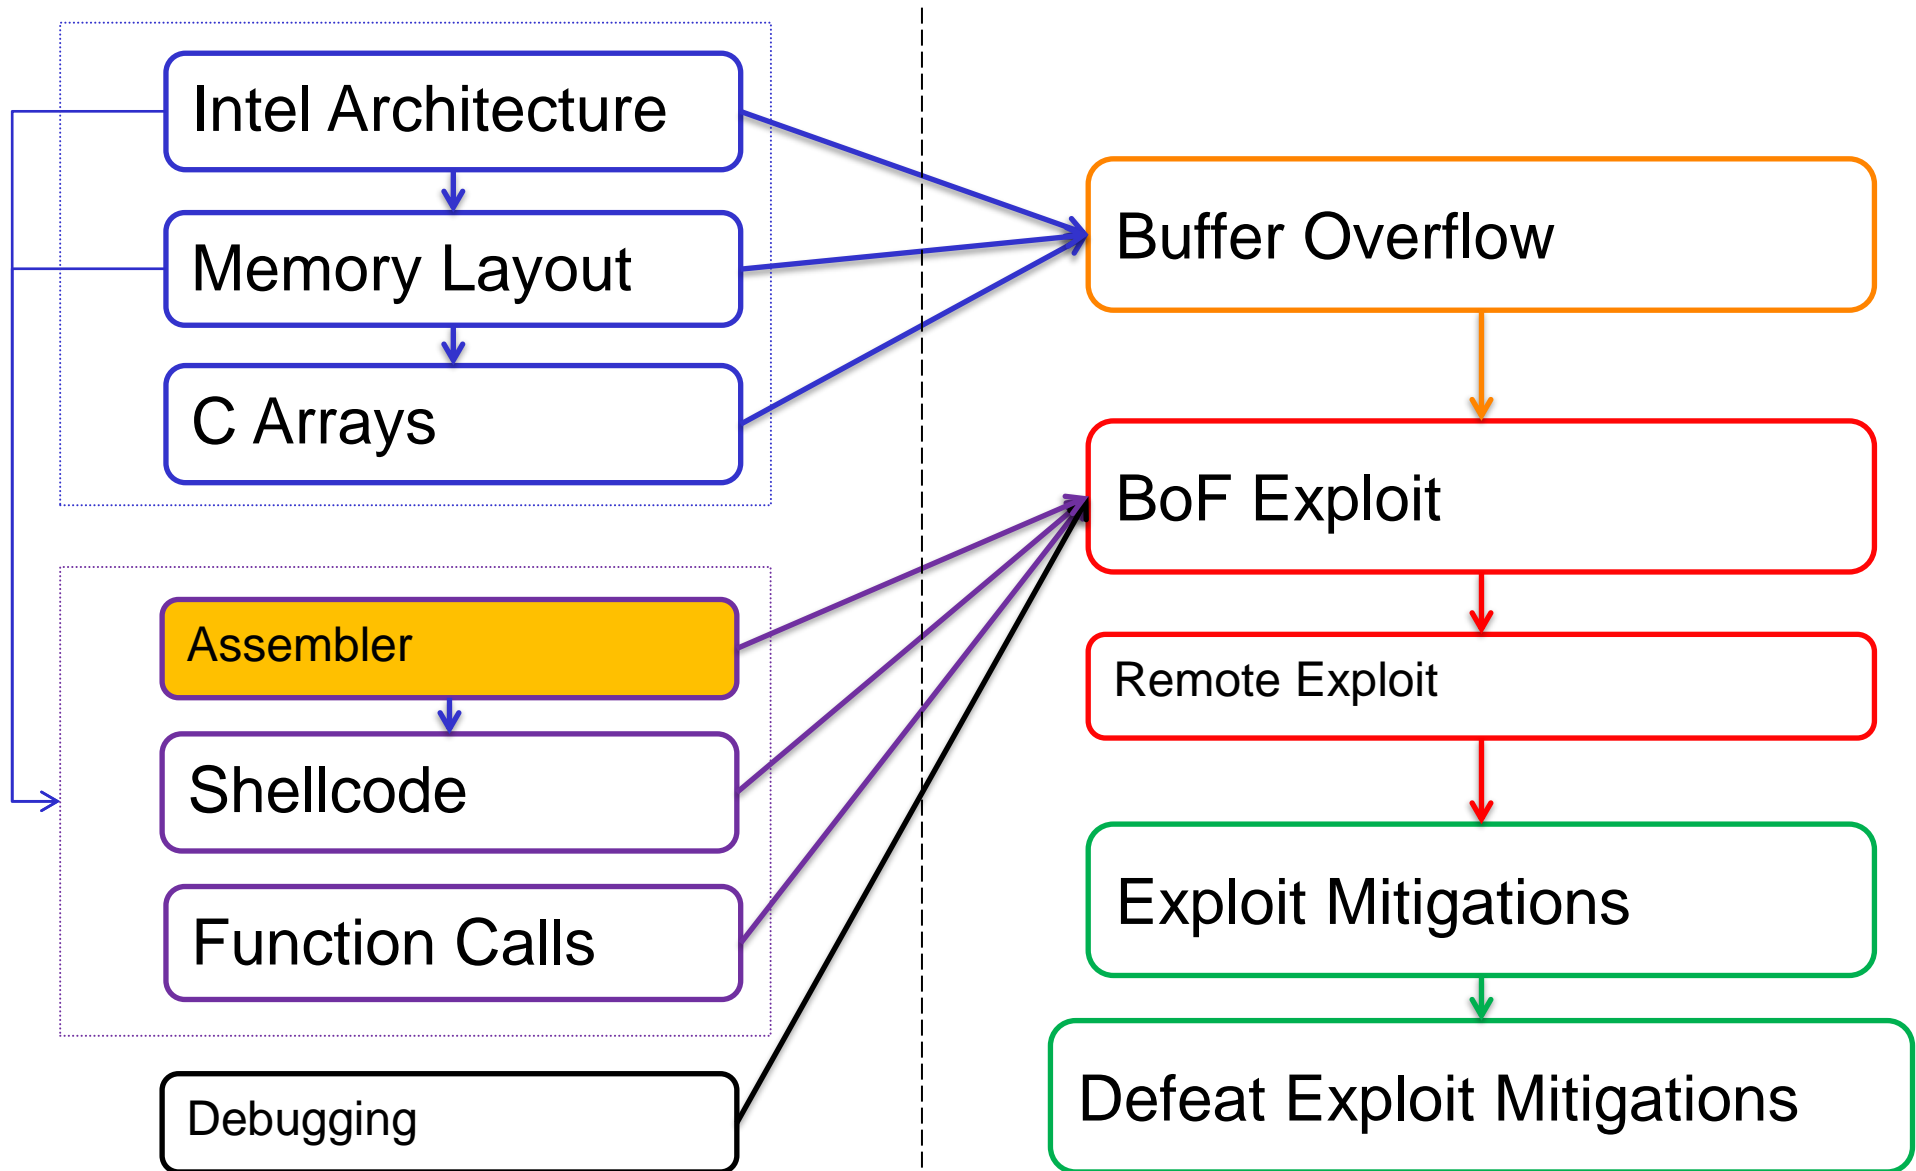 Intel Architecture
Memory Layout
C Arrays
Assembler
Shellcode
Function Calls
Debugging
Buffer Overflow
BoF Exploit
Remote Exploit
Exploit Mitigations
Defeat Exploit Mitigations